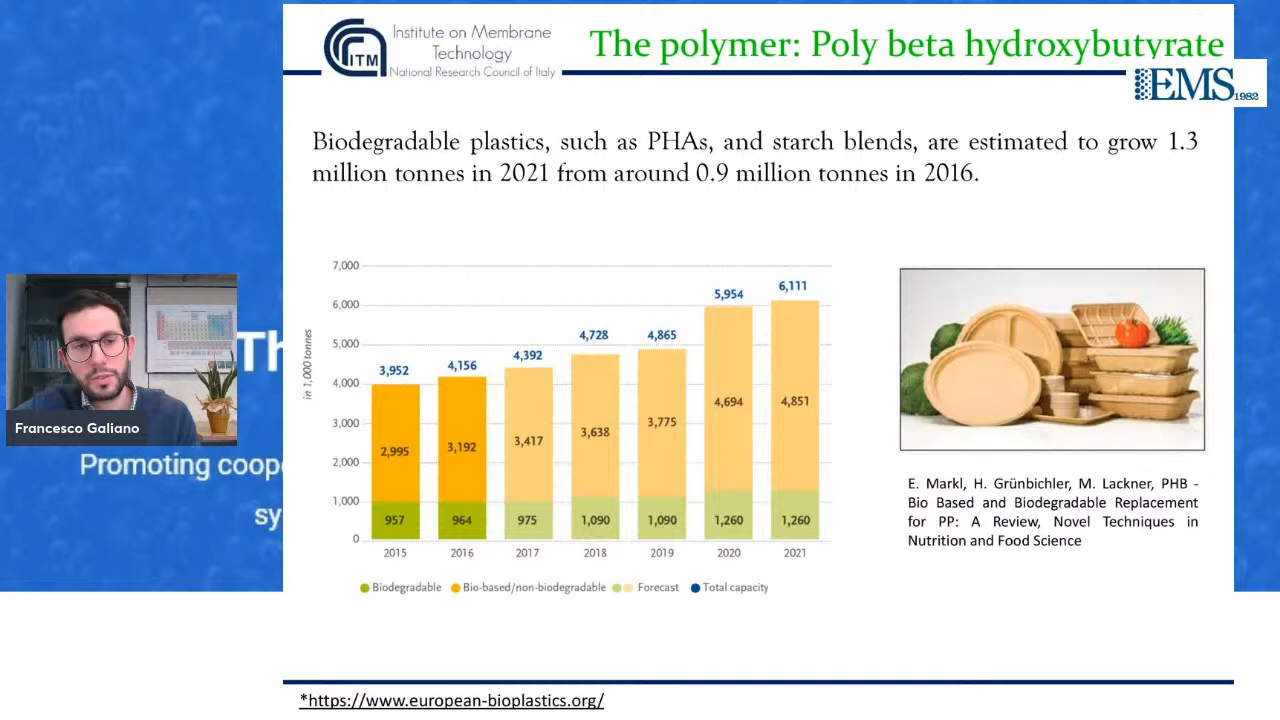 Institute on Membrane
Technology
National Research Council of Italy
ITM
The polymer: Poly beta hydroxybutyrate
EMS 1982
Biodegradable plastics, such as PHAs, and starch blends, are estimated to grow 1.3
million tonnes in 2021 from around 0.9 million tonnes in 2016.
in 1,000 tonnes
7,000
6,000
5,000
4,000
3,000
2,000
1,000
0
3,952
4,156
4,392
4,728
4,865
5,954
6,111
2,995
3,192
3,417
3,638
3,775
4,694
4,851
957
964
975
1,090
1,090
1,260
1,260
2015
2016
2017
2018
2019
2020
2021
Biodegradable
Bio-based/non-biodegradable
Forecast
Total capacity
E. Markl, H. Grünbichler, M. Lackner, PHB -
Bio Based and Biodegradable Replacement
for PP: A Review, Novel Techniques in
Nutrition and Food Science
*https://www.european-bioplastics.org/
Th
Francesco Galiano
Promoting coope
sy